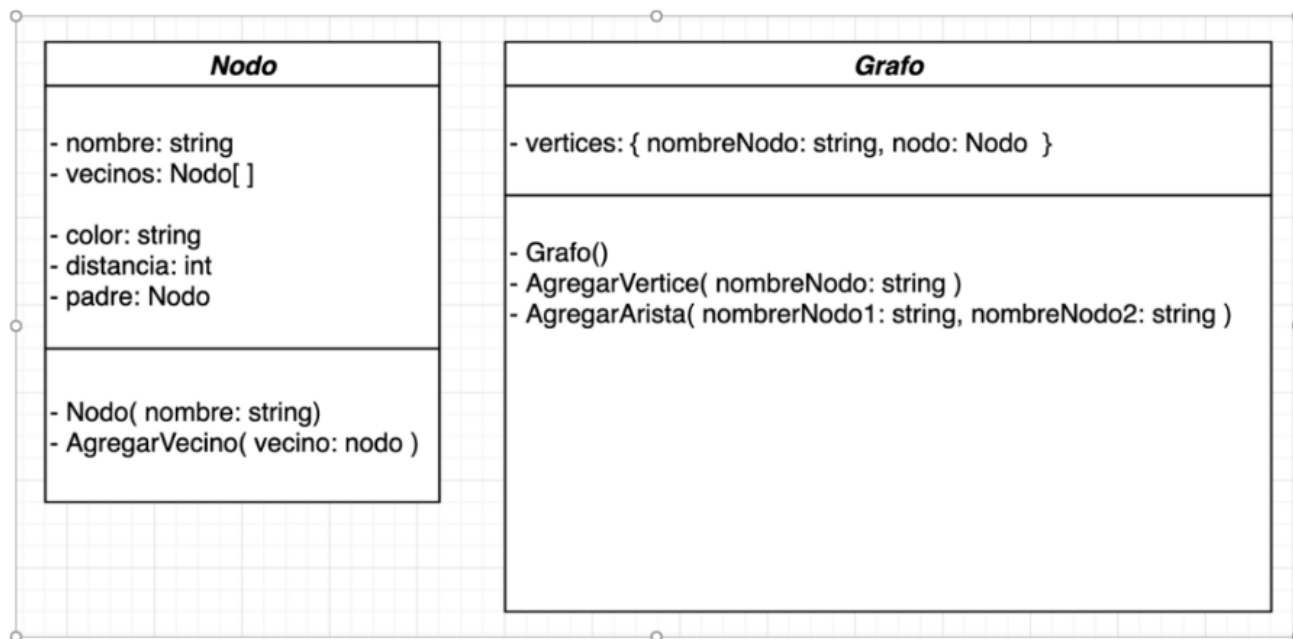 Nodo
- nombre: string
- vecinos: Nodo[ ]
- color: string
- distancia: int
- padre: Nodo
- Nodo( nombre: string)
- AgregarVecino( vecino: nodo )
Grafo
- vertices: { nombreNodo: string, nodo: Nodo }
- Grafo()
- AgregarVertice( nombreNodo: string )
- AgregarArista( nombrerNodo1: string, nombreNodo2: string )